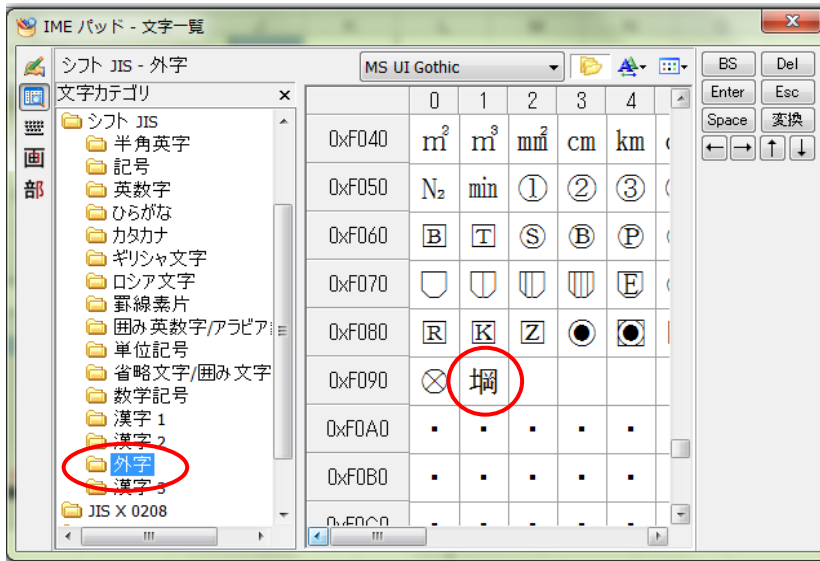 IME パッド - 文字一覧
シフト JIS - 外字
MS UI Gothic
BS Del
文字カテゴリ
Enter Esc
Space 変換
← → ↑ ↓
画
部
シフト JIS
半角英字
記号
英数字
ひらがな
カタカナ
ギリシャ文字
ロシア文字
罫線素片
囲み英数字/アラビア
単位記号
省略文字/囲み文字
数学記号
漢字 1
漢字 2
外字
漢字 3
JIS X 0208
0 1 2 3 4
0xF040 m² m³ mm² cm km
0xF050 N₂ min ① ② ③
0xF060 B T Ⓢ Ⓑ Ⓟ
0xF070 E
0xF080 R K Z
0xF090 ⊗
0xF0A0
0xF0B0
0xF0C0